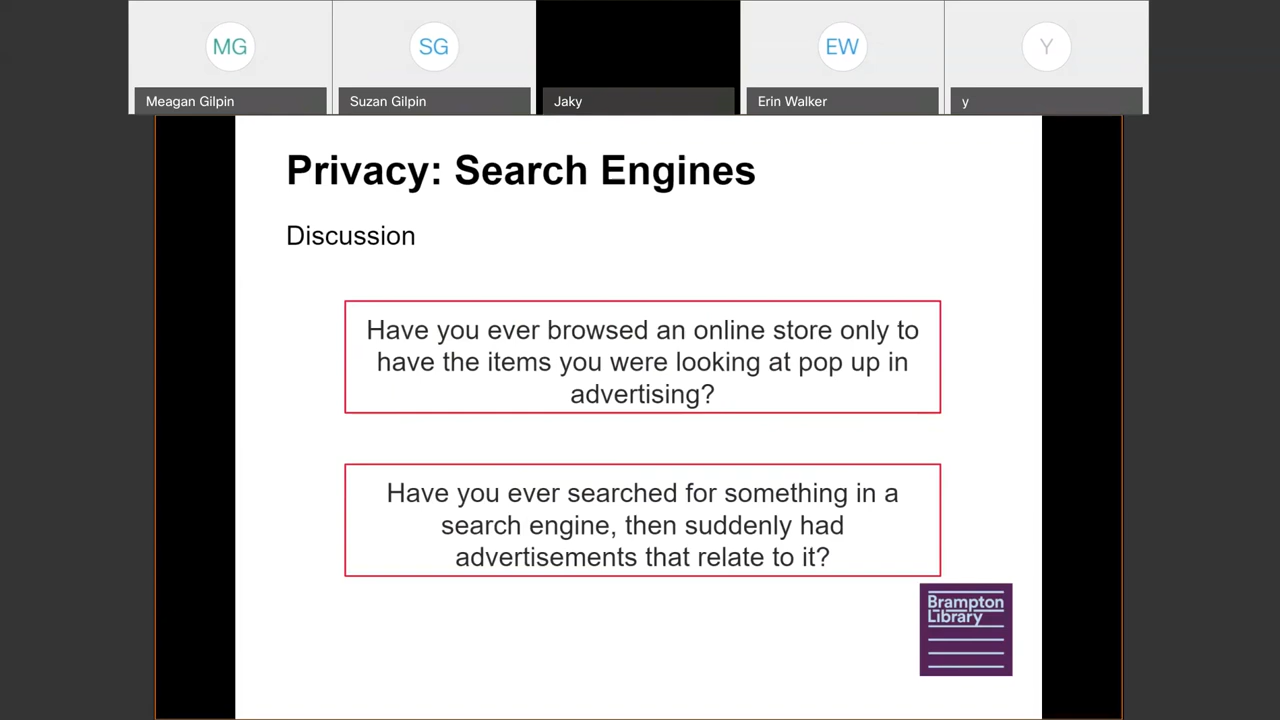 MG
SG
EW
Y
Meagan Gilpin
Suzan Gilpin
Jaky
Erin Walker
y
Privacy: Search Engines
Discussion
Have you ever browsed an online store only to
have the items you were looking at pop up in
advertising?
Have you ever searched for something in a
search engine, then suddenly had
advertisements that relate to it?
Brampton
Library